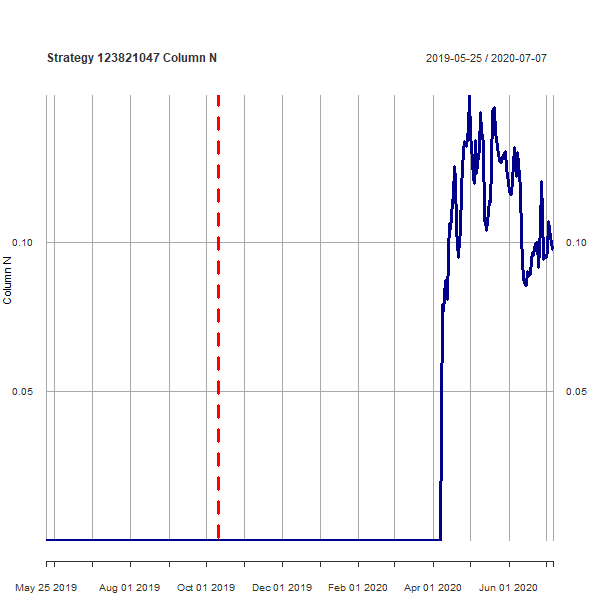 Strategy 123821047 Column N
2019-05-25 / 2020-07-07
Column N
0.10
0.10
0.05
0.05
May 25 2019
Aug 01 2019
Oct 01 2019
Dec 01 2019
Feb 01 2020
Apr 01 2020
Jun 01 2020